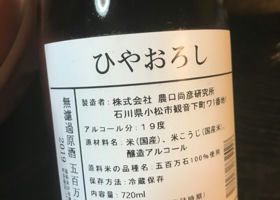 ひやおろし
製造者：株式会社 農口尚彦研究所
石川県小松市観音下町ワ1番地1
アルコール分：19度
原材料名：米(国産)、米こうじ(国産米)、
醸造アルコール
原料米の品種名：五百万石100％使用
保存方法：冷蔵保存
内容量：720ml
無濾過原酒 五百万
2019